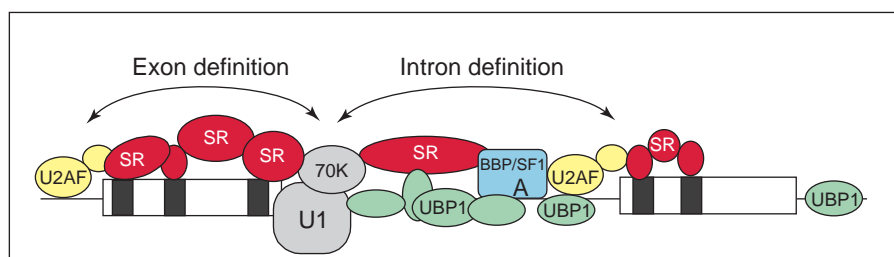 Exon definition
Intron definition
U2AF
SR
SR
SR
70K
U1
SR
UBP1
BBP/SF1
A
U2AF
UBP1
SR
UBP1